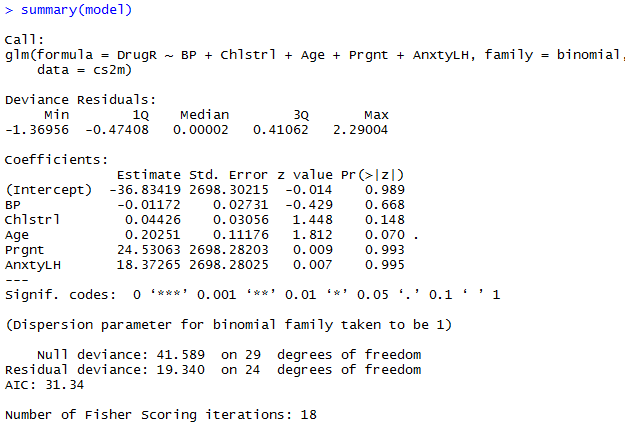 > summary(model)
Call:
glm(formula = DrugR ~ BP + Chlstrl + Age + Prgnt + AnxtyLH, family = binomial,
    data = cs2m)
Deviance Residuals:
     Min        1Q    Median        3Q       Max
-1.36956  -0.47408   0.00002   0.41062   2.29004
Coefficients:
              Estimate Std. Error z value Pr(>|z|)
(Intercept)  -36.83419 2698.30215  -0.014    0.989
BP            -0.01172    0.02731  -0.429    0.668
Chlstrl        0.04426    0.03056   1.448    0.148
Age            0.20251    0.11176   1.812    0.070 .
Prgnt         24.53063 2698.28203   0.009    0.993
AnxtyLH       18.37265 2698.28025   0.007    0.995
---
Signif. codes:  0 ‘***’ 0.001 ‘**’ 0.01 ‘*’ 0.05 ‘.’ 0.1 ‘ ’ 1
(Dispersion parameter for binomial family taken to be 1)
    Null deviance: 41.589  on 29  degrees of freedom
Residual deviance: 19.340  on 24  degrees of freedom
AIC: 31.34
Number of Fisher Scoring iterations: 18